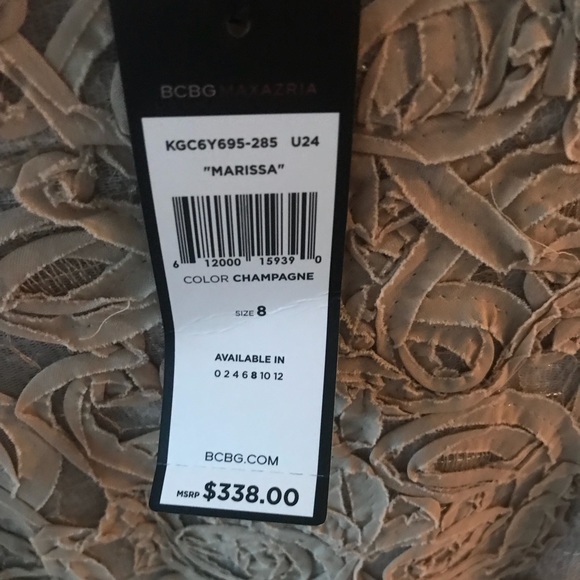 BCBGMAXAZRIA
KGC6Y695-285 U24
"MARISSA"
6 12000 15939 0
COLOR CHAMPAGNE
SIZE 8
AVAILABLE IN
0 2 4 6 8 10 12
BCBG.COM
MSRP $338.00